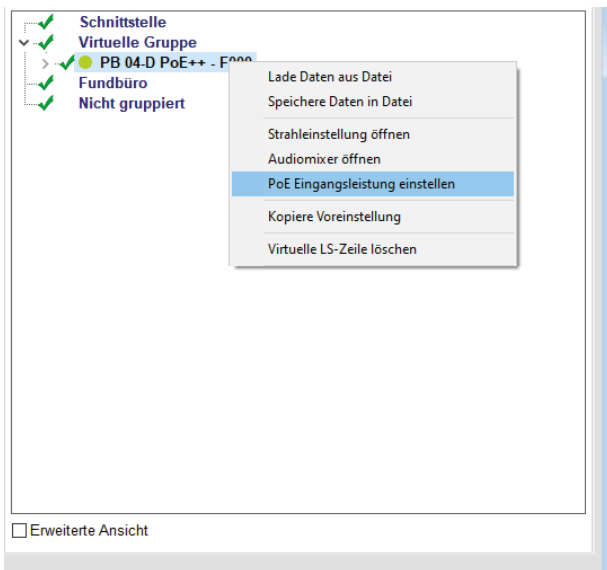 Schnittstelle
Virtuelle Gruppe
PB 04-D PoE++ - F000
Fundbüro
Nicht gruppiert
Lade Daten aus Datei
Speichere Daten in Datei
Strahleinstellung öffnen
Audiomixer öffnen
PoE Eingangsleistung einstellen
Kopiere Voreinstellung
Virtuelle LS-Zeile löschen
Erweiterte Ansicht